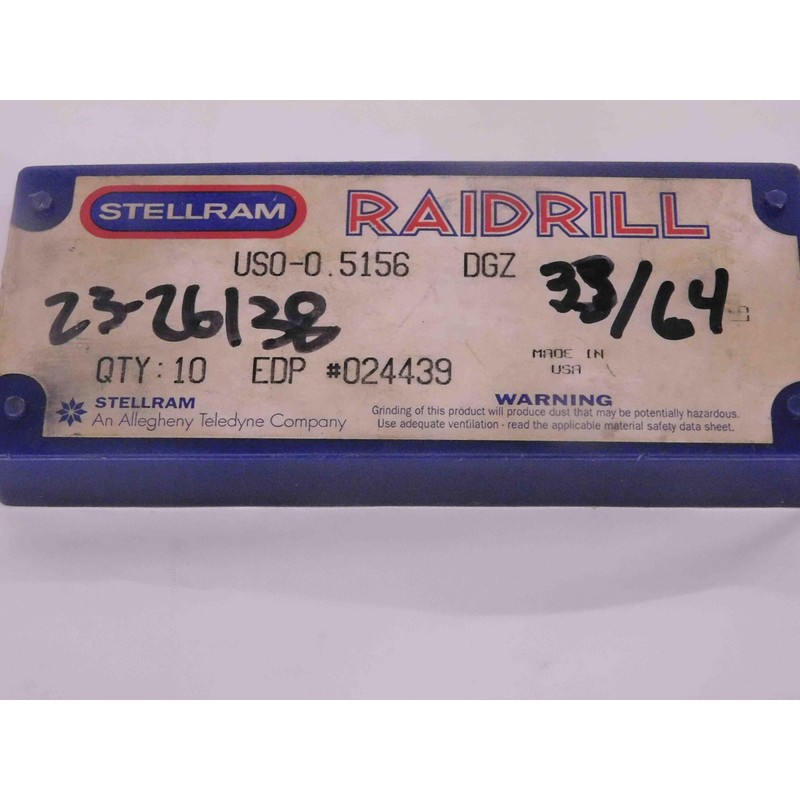 STELLRAM RAIDRILL
USO-0.5156 DGZ 33/64
23-26138
QTY: 10 EDP #024439 MADE IN
USA
STELLRAM
An Allegheny Teledyne Company
WARNING
Grinding of this product will produce dust that may be potentially hazardous.
Use adequate ventilation - read the applicable material safety data sheet.